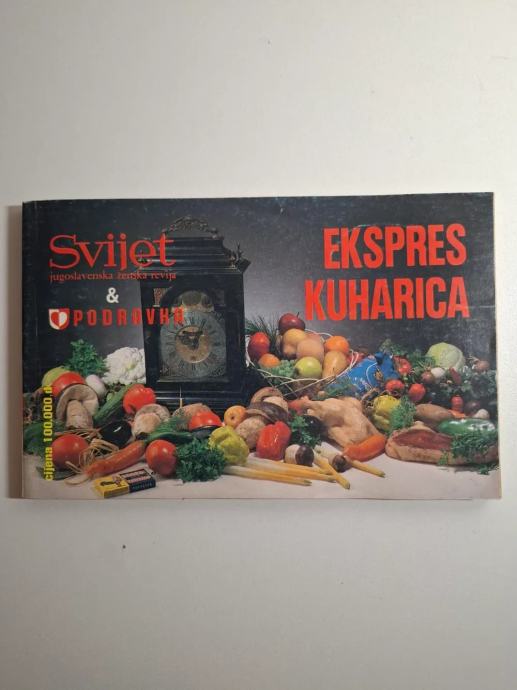 Svijet
jugoslavenska ženska revija
&
PODRAVKA
EKSPRES
KUHARICA
cijena 100.000 d